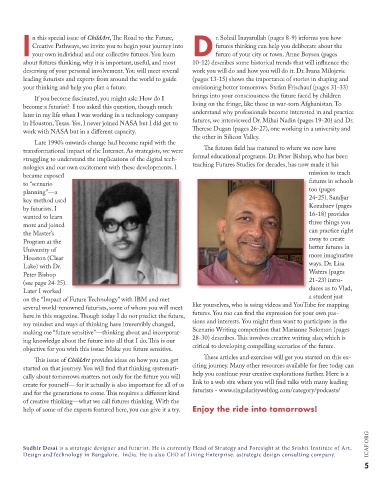 In this special issue of ChildArt, The Road to the Future,
Creative Pathways, we invite you to begin your journey into
your own individual and our collective futures. You learn
about futures thinking, why it is important, useful, and most
deserving of your personal involvement. You will meet several
leading futurists and experts from around the world to guide
your thinking and help you plan a future.
If you become fascinated, you might ask: How do I
become a futurist? I too asked this question, though much
later in my life when I was working in a technology company
in Houston, Texas. Yes, I never joined NASA but I did get to
work with NASA but in a different capacity.
Late 1990's onwards change had become rapid with the
transformational impact of the Internet. As strategists, we were
struggling to understand the implications of the digital tech-
nologies and our own excitement with these developments. I
became exposed
to "scenario
planning"—a
key method used
by futurists. I
wanted to learn
more and joined
the Master's
Program at the
University of
Houston (Clear
Lake) with Dr.
Peter Bishop
(see page 24-25).
Later I worked
on the "Impact of Future Technology" with IBM and met
several world-renowned futurists, some of whom you will meet
here in this magazine. Though today I do not predict the future,
my mindset and ways of thinking have irreversibly changed,
making me "future sensitive"—thinking about and incorporat-
ing knowledge about the future into all that I do. This is our
objective for you with this issue: Make you future sensitive.
This issue of ChildArt provides ideas on how you can get
started on that journey. You will find that thinking systemati-
cally about tomorrows matters not only for the future you will
create for yourself— for it actually is also important for all of us
and for the generations to come. This requires a different kind
of creative thinking—what we call futures thinking. With the
help of some of the experts featured here, you can give it a try.
Dr. Sohail Inayatullah (pages 8-9) informs you how
futures thinking can help you deliberate about the
future of your city or town. Anne Boysen (pages
10-12) describes some historical trends that will influence the
work you will do and how you will do it. Dr. Ivana Milojevic
(pages 13-15) shows the importance of stories in shaping and
envisioning better tomorrows. Stefan Frischauf (pages 31-33)
brings into your consciousness the future faced by children
living on the fringe, like those in war-torn Afghanistan. To
understand why professionals become interested in and practice
futures, we interviewed Dr. Mihai Nadin (pages 19-20) and Dr.
Therese Dugan (pages 26-27), one working in a university and
the other in Silicon Valley.
The futures field has matured to where we now have
formal educational programs. Dr. Peter Bishop, who has been
teaching Futures Studies for decades, has now made it his
mission to teach
futures in schools
too (pages
24-25). Sandjar
Kozubaev (pages
16-18) provides
three things you
can practice right
away to create
better futures in
more imaginative
ways. Dr. Lisa
Waters (pages
21-23) intro-
duces us to Vlad,
a student just
like yourselves, who is using videos and YouTube for mapping
futures. You too can find the expression for your own pas-
sions and interests. You might then want to participate in the
Scenario Writing competition that Marianne Solomon (pages
28-30) describes. This involves creative writing also, which is
critical to developing compelling scenarios of the future.
These articles and exercises will get you started on this ex-
citing journey. Many other resources available for free today can
help you continue your creative explorations further. Here is a
link to a web site where you will find talks with many leading
futurists - www.singularityweblog.com/category/podcasts/
Enjoy the ride into tomorrows!
Sudhir Desai is a strategic designer and futurist. He is currently Head of Strategy and Foresight at the Srishti Institute of Art,
Design and Technology in Bangalore, India. He is also CEO of Living Enterprise, astrategic design consulting company.
ICAF.ORG
5